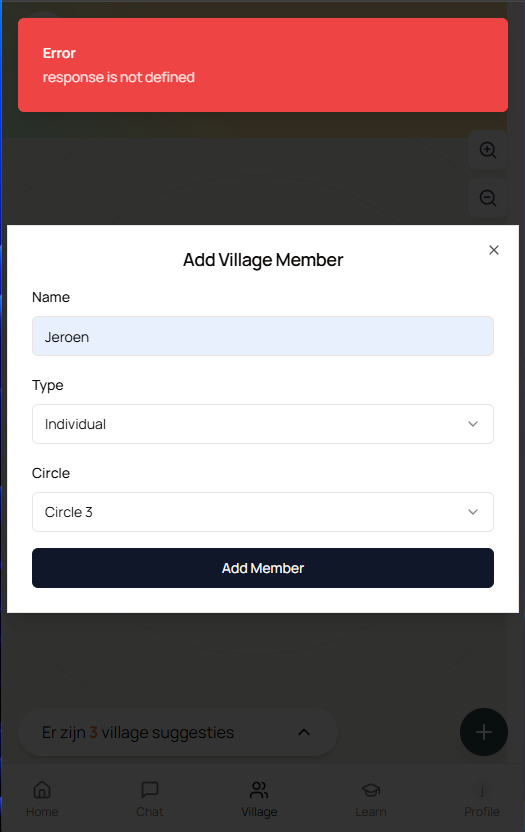 Error
response is not defined
Add Village Member
Name
Jeroen
Type
Individual
Circle
Circle 3
Add Member
Er zijn 3 village suggesties
Home
Chat
Village
Learn
j
Profile